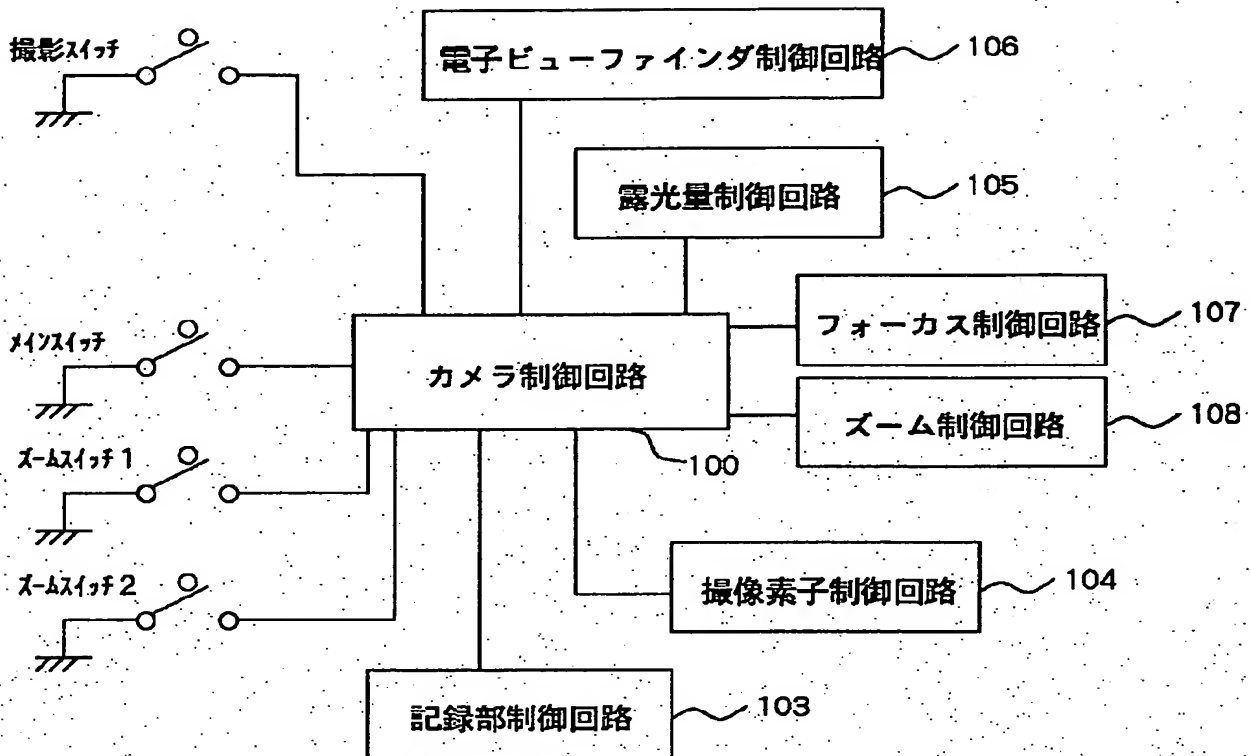 撮影スイッチ
電子ビューファインダ制御回路
106
露光量制御回路
105
フォーカス制御回路
107
メインスイッチ
カメラ制御回路
ズーム制御回路
108
100
ズームスイッチ1
撮像素子制御回路
104
ズームスイッチ2
記録部制御回路
103